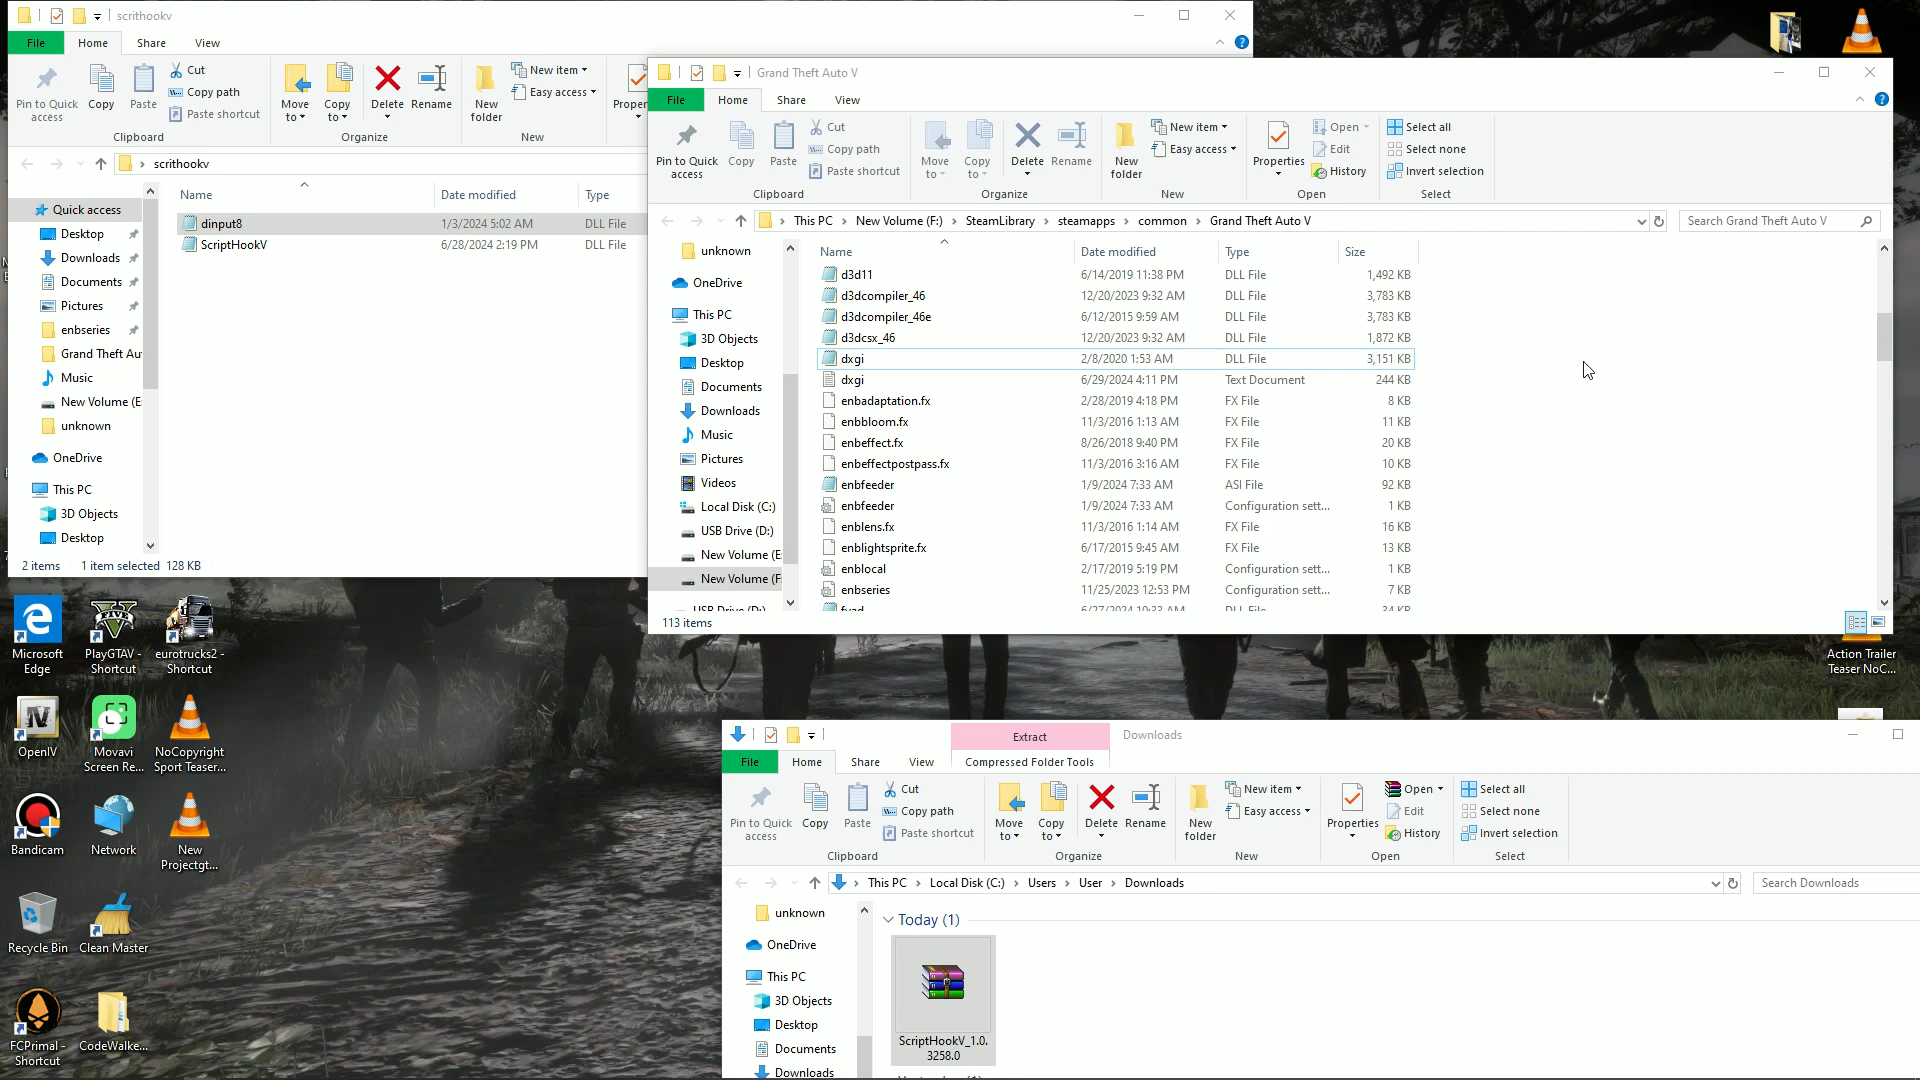 scrithookv
File
Home
Share
View
Pin to Quick
access
Copy
Paste
Cut
Copy path
Paste shortcut
Clipboard
Move
to
Copy
to
Delete
Rename
Organize
New
folder
New item
Easy access
New
Proper
scrithookv
Name
Date modified
Type
Quick access
Desktop
Downloads
Documents
Pictures
enbseries
Grand Theft Au
Music
New Volume (E
unknown
OneDrive
This PC
3D Objects
Desktop
dinput8 1/3/2024 5:02 AM DLL File
ScriptHookV 6/28/2024 2:19 PM DLL File
2 items 1 item selected 128 KB
Grand Theft Auto V
File
Home
Share
View
Pin to Quick
access
Copy
Paste
Cut
Copy path
Paste shortcut
Clipboard
Move
to
Copy
to
Delete
Rename
Organize
New
folder
New item
Easy access
New
Properties
Open
Edit
History
Open
Select all
Select none
Invert selection
Select
This PC New Volume (F:) SteamLibrary steamapps common Grand Theft Auto V
Search Grand Theft Auto V
unknown
OneDrive
This PC
3D Objects
Desktop
Documents
Downloads
Music
Pictures
Videos
Local Disk (C:)
USB Drive (D:)
New Volume (E
New Volume (F
USB Drive (D:)
Name Date modified Type Size
d3d11 6/14/2019 11:38 PM DLL File 1,492 KB
d3dcompiler_46 12/20/2023 9:32 AM DLL File 3,783 KB
d3dcompiler_46e 6/12/2015 9:59 AM DLL File 3,783 KB
d3dcsx_46 12/20/2023 9:32 AM DLL File 1,872 KB
dxgi 2/8/2020 1:53 AM DLL File 3,151 KB
dxgi 6/29/2024 4:11 PM Text Document 244 KB
enbadaptation.fx 2/28/2019 4:18 PM FX File 8 KB
enbbloom.fx 11/3/2016 1:13 AM FX File 11 KB
enbeffect.fx 8/26/2018 9:40 PM FX File 20 KB
enbeffectpostpass.fx 11/3/2016 3:16 AM FX File 10 KB
enbfeeder 1/9/2024 7:33 AM ASI File 92 KB
enbfeeder 1/9/2024 7:33 AM Configuration sett... 1 KB
enblens.fx 11/3/2016 1:14 AM FX File 16 KB
enblightsprite.fx 6/17/2015 9:45 AM FX File 13 KB
enblocal 2/17/2019 5:19 PM Configuration sett... 1 KB
enbseries 11/25/2023 12:53 PM Configuration sett... 7 KB
6/27/2024 10:33 AM DLL File 34 KB
113 items
Microsoft
Edge
PlayGTAV -
Shortcut
eurotrucks2 -
Shortcut
OpenIV
Movavi
Screen Re...
NoCopyright
Sport Teaser...
Bandicam
Network
New
Projectgt...
Recycle Bin
Clean Master
FCPrimal -
Shortcut
CodeWalke...
Action Trailer
Teaser NoC...
Extract
Downloads
File
Home
Share
View
Compressed Folder Tools
Pin to Quick
access
Copy
Paste
Cut
Copy path
Paste shortcut
Clipboard
Move
to
Copy
to
Delete
Rename
Organize
New
folder
New item
Easy access
New
Properties
Open
Edit
History
Open
Select all
Select none
Invert selection
Select
This PC Local Disk (C:) Users User Downloads
Search Downloads
unknown
OneDrive
This PC
3D Objects
Desktop
Documents
Downloads
Today (1)
ScriptHookV_1.0.
3258.0